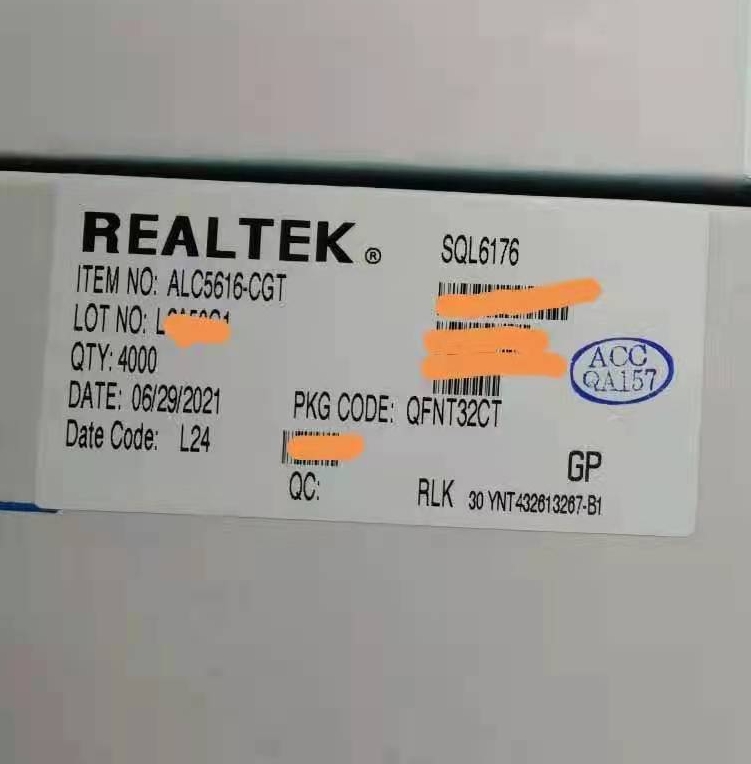 REALTEK®
SQL6176
ITEM NO: ALC5616-CGT
LOT NO:
QTY: 4000
ACC
QA157
DATE: 06/29/2021
PKG CODE: QFNT32CT
Date Code: L24
GP
QC:
RLK 30 YNT432613267-B1